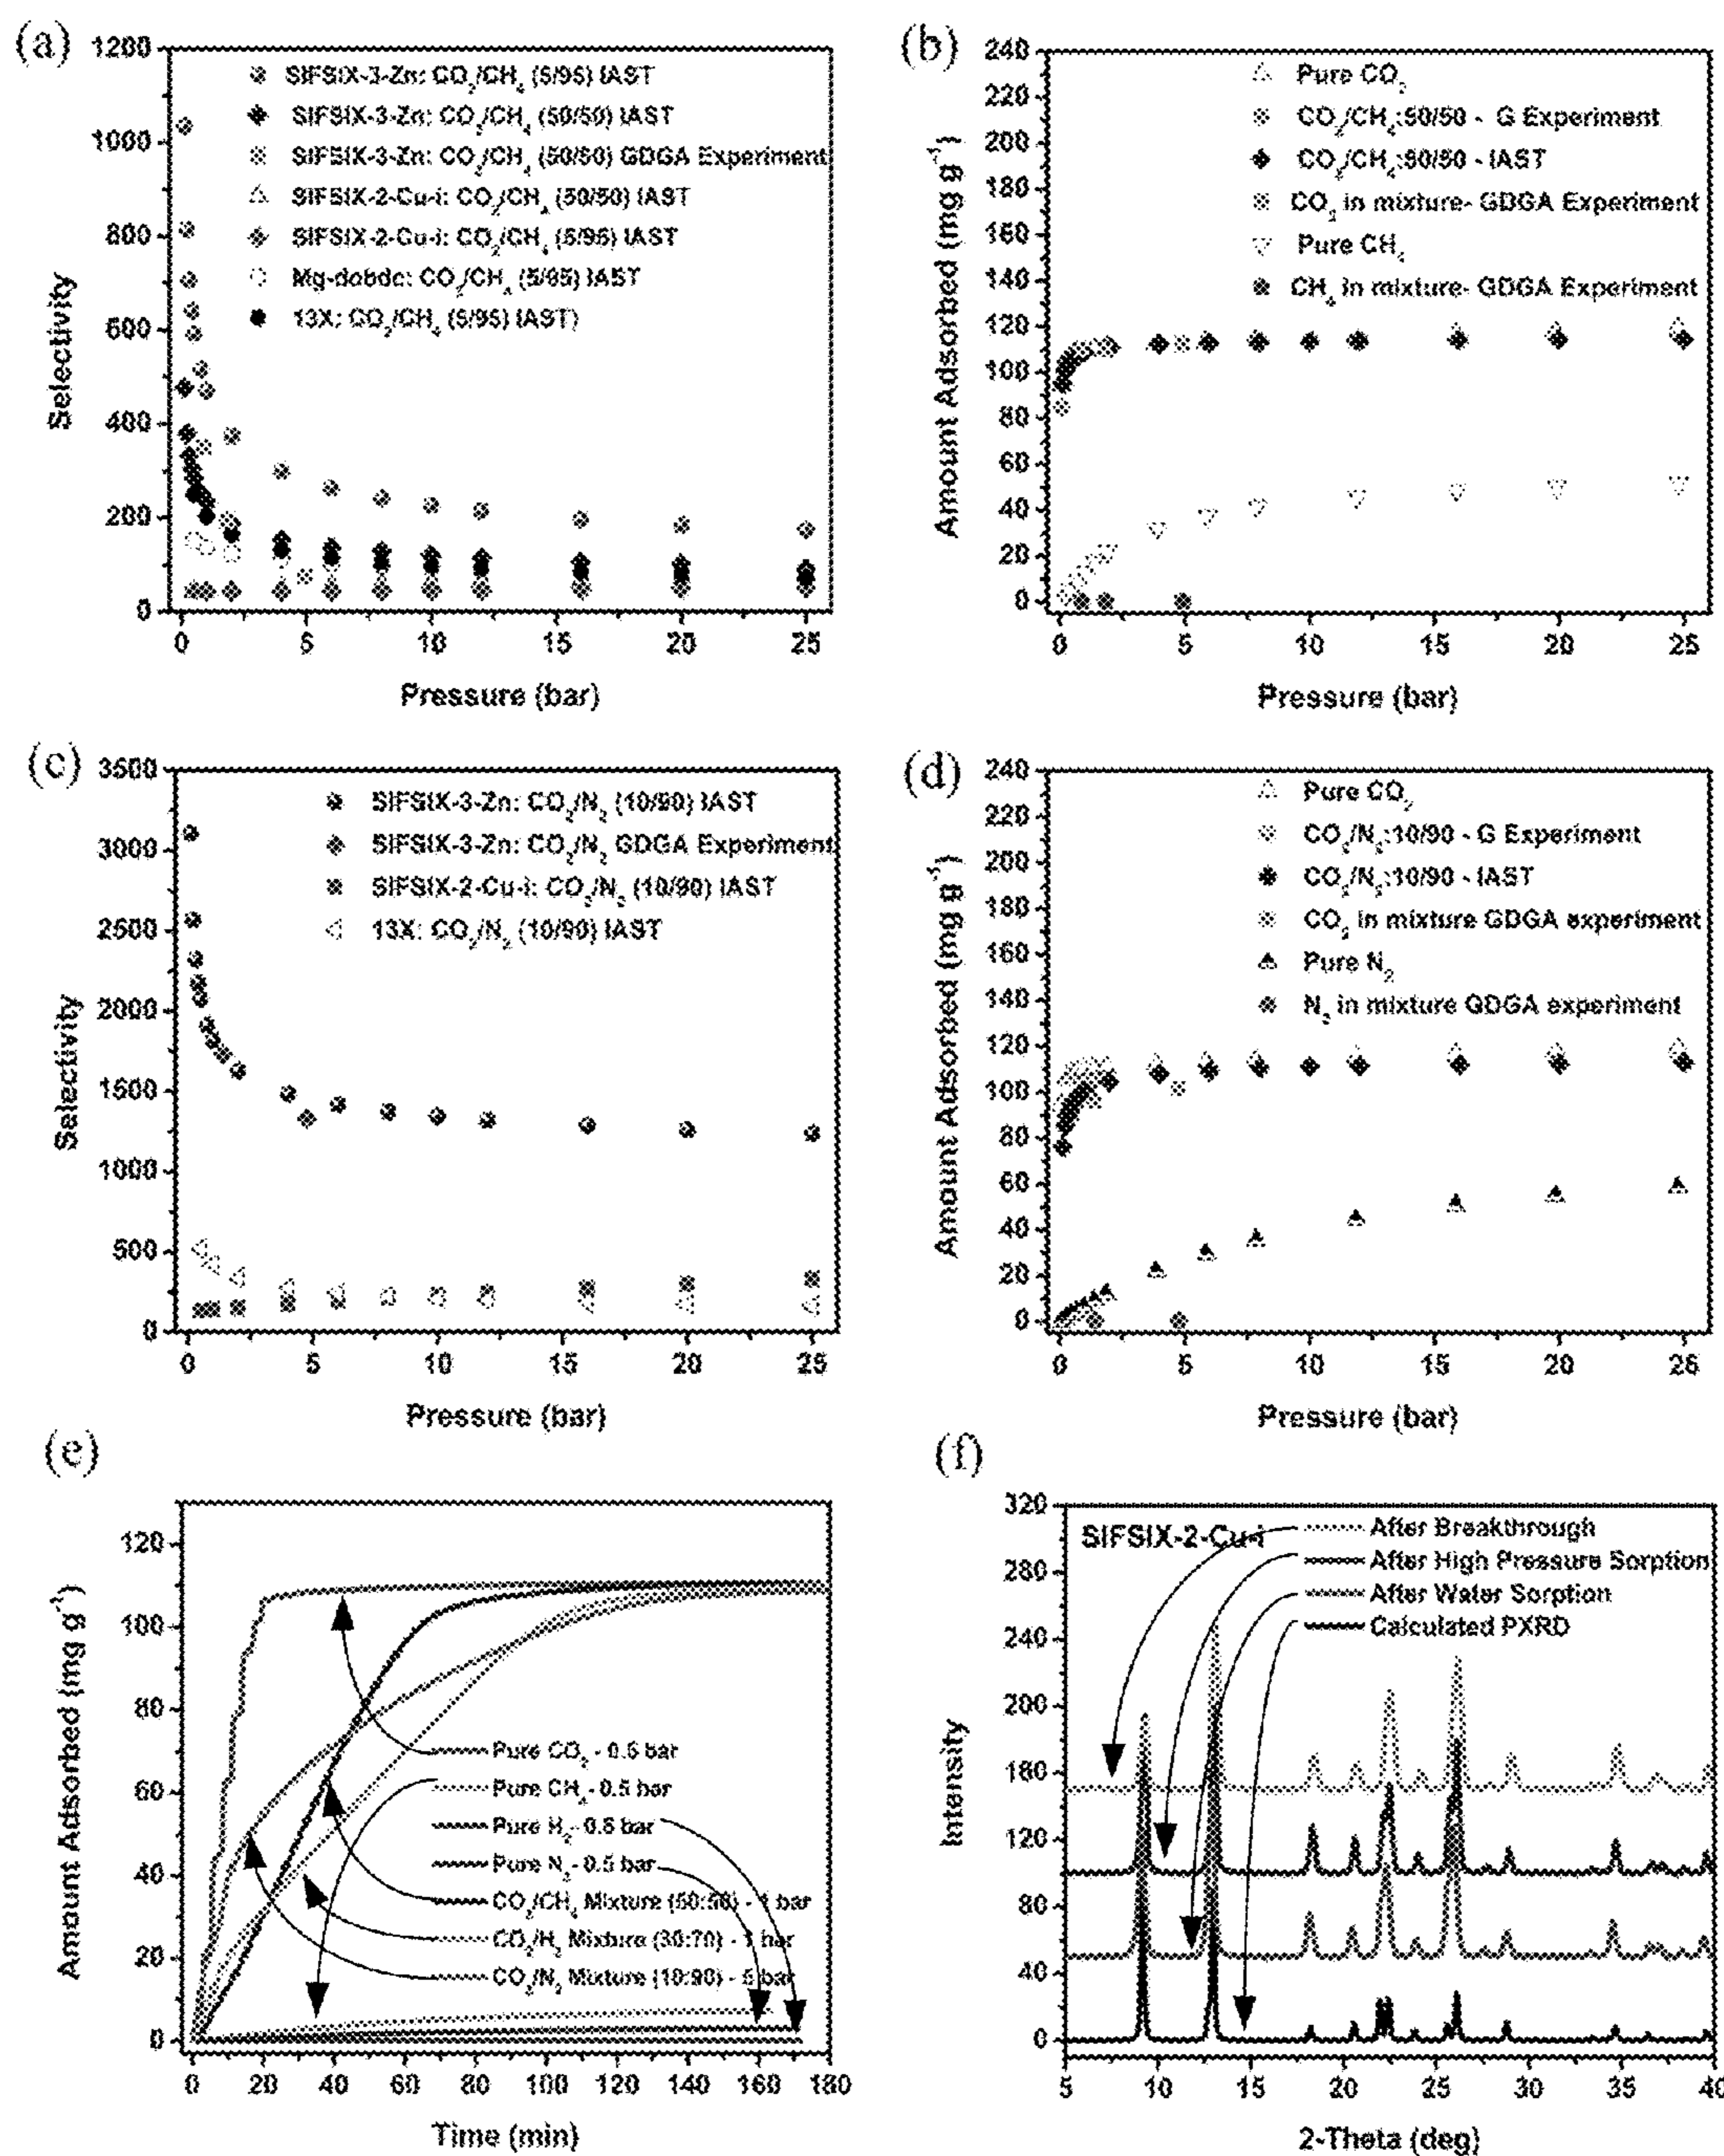 (a)
1200
1000
800
600
400
200
0
Selectivity
SIFSIX-3-Zn: CO2/CH4 (5/95) IAST
SIFSIX-3-Zn: CO2/CH4 (50/50) IAST
SIFSIX-3-Zn: CO2/CH4 (50/50) GDGA Experiment
SIFSIX-2-Cu-i: CO2/CH4 (50/50) IAST
SIFSIX-2-Cu-i: CO2/CH4 (5/95) IAST
Mg-dobdc: CO2/CH4 (5/95) IAST
13X: CO2/CH4 (5/95) IAST)
0 5 10 15 20 25
Pressure (bar)
(b)
240
220
200
180
160
140
120
100
80
60
40
20
0
Amount Adsorbed (mg g-1)
Pure CO2
CO2/CH4:50/50 - G Experiment
CO2/CH4:50/50 - IAST
CO2 in mixture- GDGA Experiment
Pure CH4
CH4 in mixture- GDGA Experiment
0 5 10 15 20 25
Pressure (bar)
(c)
3500
3000
2500
2000
1500
1000
500
0
Selectivity
SIFSIX-3-Zn: CO2/N2 (10/90) IAST
SIFSIX-3-Zn: CO2/N2 GDGA Experiment
SIFSIX-2-Cu-i: CO2/N2 (10/90) IAST
13X: CO2/N2 (10/90) IAST
0 5 10 15 20 25
Pressure (bar)
(d)
240
220
200
180
160
140
120
100
80
60
40
20
0
Amount Adsorbed (mg g-1)
Pure CO2
CO2/N2:10/90 - G Experiment
CO2/N2:10/90 - IAST
CO2 in mixture GDGA experiment
Pure N2
N2 in mixture GDGA experiment
0 5 10 15 20 25
Pressure (bar)
(e)
120
100
80
60
40
20
0
Amount Adsorbed (mg g-1)
Pure CO2 - 0.5 bar
Pure CH4 - 0.5 bar
Pure H2 - 0.5 bar
Pure N2 - 0.5 bar
CO2/CH4 Mixture (50:50) - 1 bar
CO2/H2 Mixture (30:70) - 1 bar
CO2/N2 Mixture (10:90) - 5 bar
0 20 40 60 80 100 120 140 160 180
Time (min)
(f)
320
280
240
200
160
120
80
40
0
Intensity
SIFSIX-2-Cu-i
After Breakthrough
After High Pressure Sorption
After Water Sorption
Calculated PXRD
5 10 15 20 25 30 35 40
2-Theta (deg)